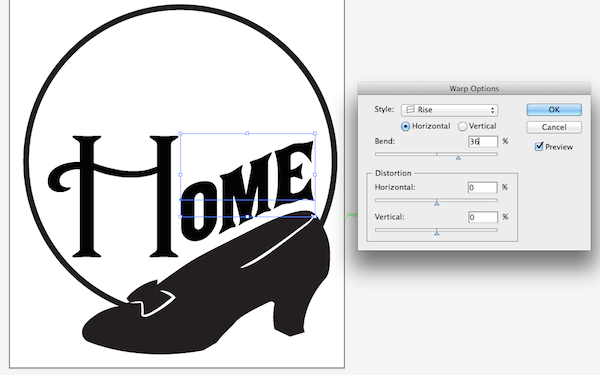 HOME
Warp Options
Style: Rise
Horizontal Vertical
Bend: 36 %
Distortion
Horizontal: 0 %
Vertical: 0 %
OK
Cancel
Preview